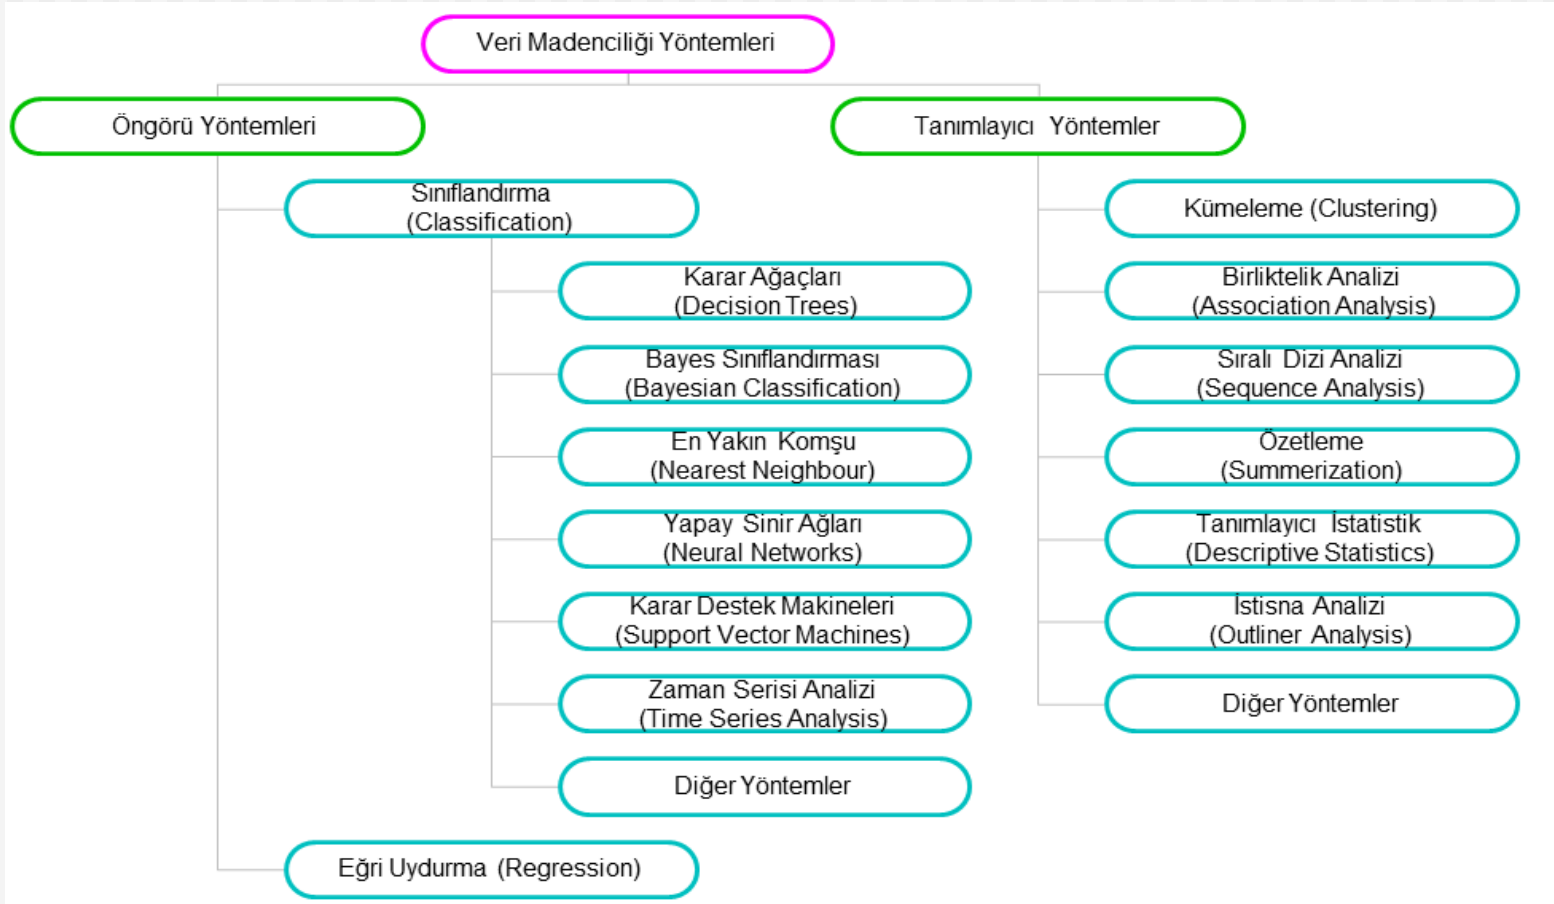 Veri Madenciliği Yöntemleri
Öngörü Yöntemleri
Sınıflandırma
(Classification)
Karar Ağaçları
(Decision Trees)
Bayes Sınıflandırması
(Bayesian Classification)
En Yakın Komşu
(Nearest Neighbour)
Yapay Sinir Ağları
(Neural Networks)
Karar Destek Makineleri
(Support Vector Machines)
Zaman Serisi Analizi
(Time Series Analysis)
Diğer Yöntemler
Eğri Uydurma (Regression)
Tanımlayıcı Yöntemler
Kümeleme (Clustering)
Birliktelik Analizi
(Association Analysis)
Sıralı Dizi Analizi
(Sequence Analysis)
Özetleme
(Summerization)
Tanımlayıcı İstatistik
(Descriptive Statistics)
İstisna Analizi
(Outliner Analysis)
Diğer Yöntemler